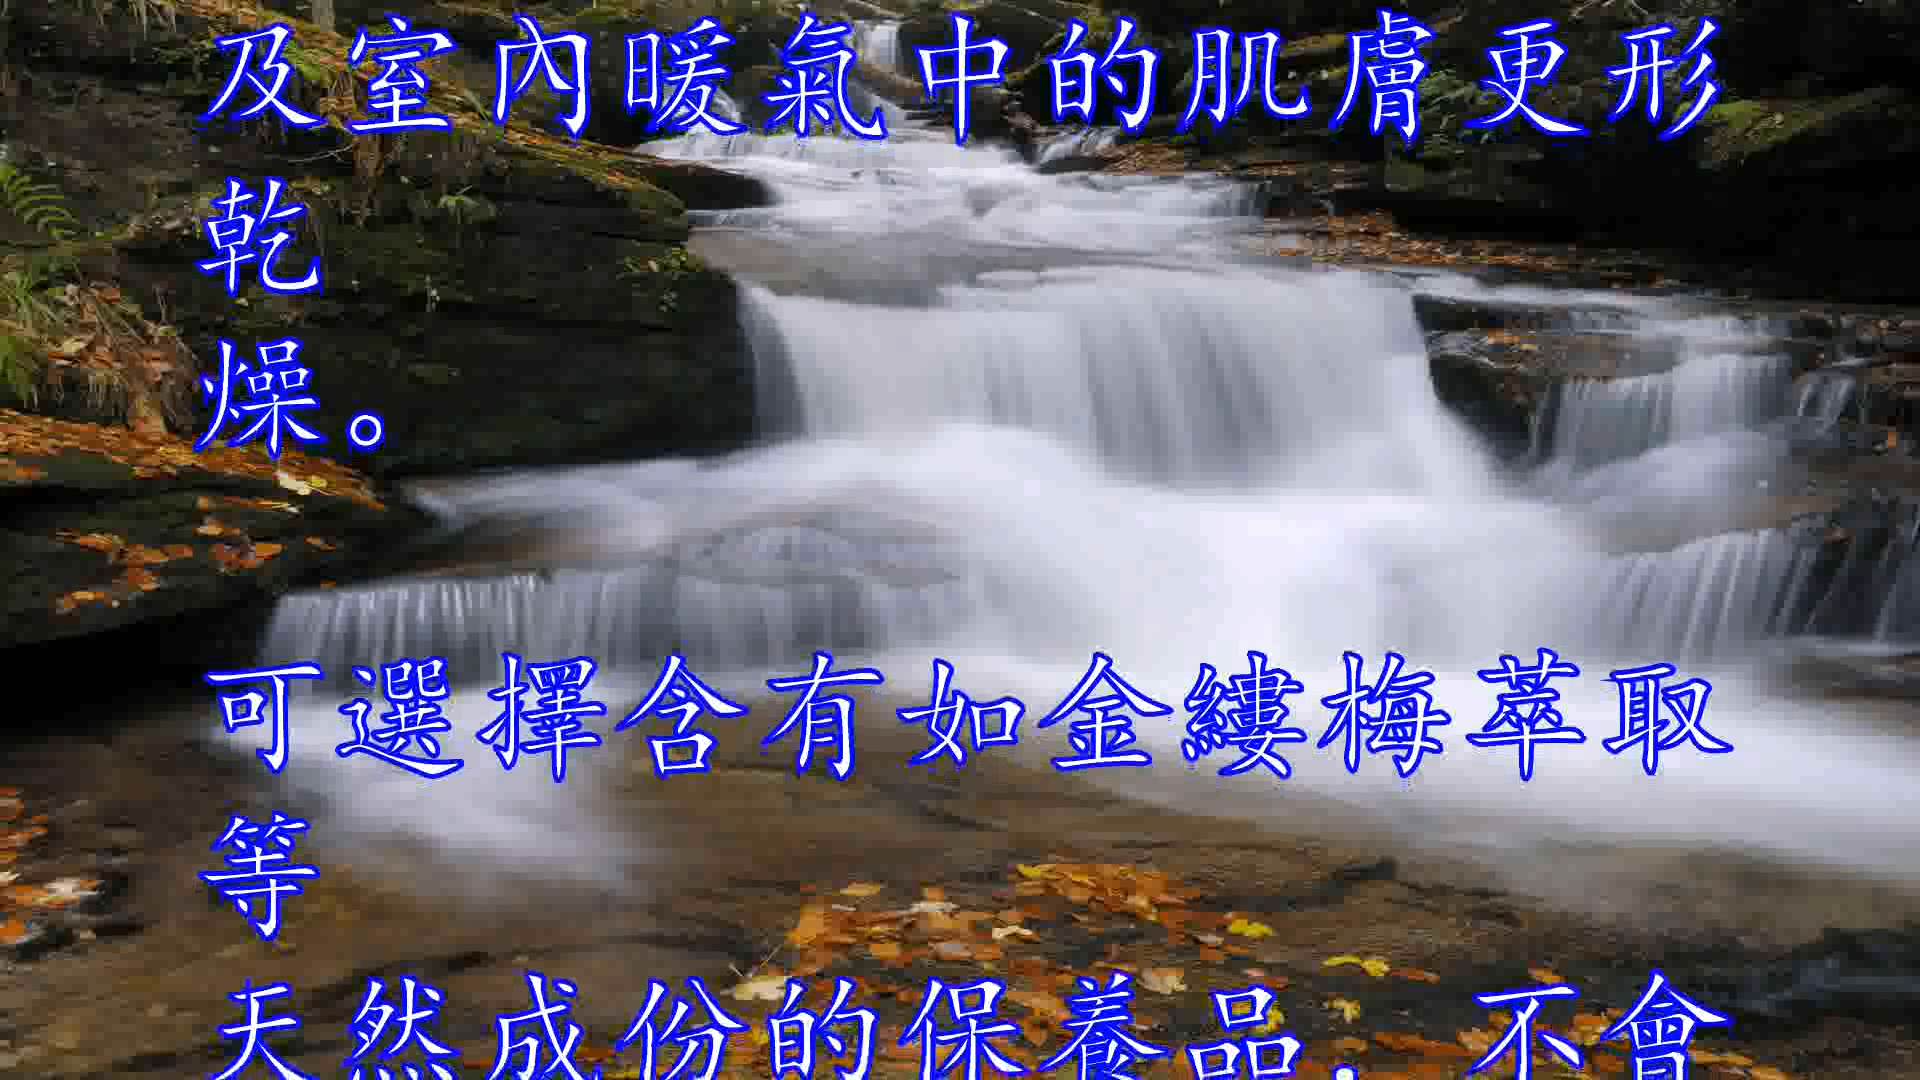 及室內暖氣中的肌膚更形
乾
燥。
可選擇含有如金縷梅萃取
等
天然成份的保養品，不會